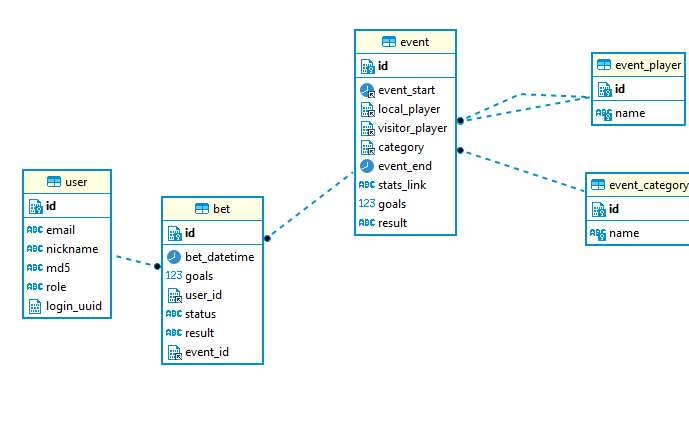 event
id
event_start
local_player
visitor_player
category
event_end
ABC stats_link
123 goals
ABC result
event_player
id
ABC name
event_category
id
ABC name
user
id
ABC email
ABC nickname
ABC md5
ABC role
login_uuid
bet
id
bet_datetime
123 goals
user_id
ABC status
ABC result
event_id